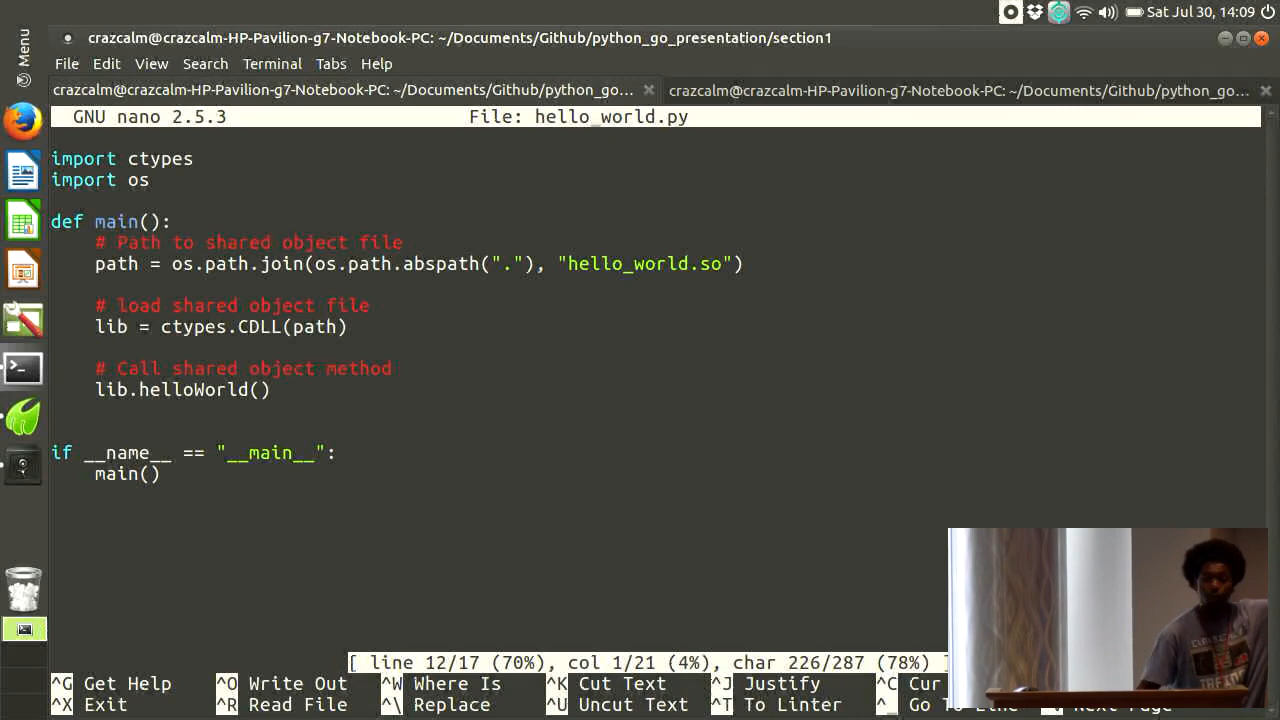 Menu
Sat Jul 30, 14:09
crazcalm@crazcalm-HP-Pavilion-g7-Notebook-PC: ~/Documents/Github/python_go_presentation/section1
File Edit View Search Terminal Tabs Help
crazcalm@crazcalm-HP-Pavilion-g7-Notebook-PC: ~/Documents/Github/python_go... crazcalm@crazcalm-HP-Pavilion-g7-Notebook-PC: ~/Documents/Github/python_go...
GNU nano 2.5.3 File: hello_world.py
import ctypes
import os
def main():
# Path to shared object file
path = os.path.join(os.path.abspath("."), "hello_world.so")
# load shared object file
lib = ctypes.CDLL(path)
# Call shared object method
lib.helloWorld()
if __name__ == "__main__":
main()
[ line 12/17 (70%), col 1/21 (4%), char 226/287 (78%) ]
^G Get Help ^O Write Out ^W Where Is ^K Cut Text ^J Justify ^C Cur
^X Exit ^R Read File ^\ Replace ^U Uncut Text ^T To Linter ^_ Go To Line Next Page